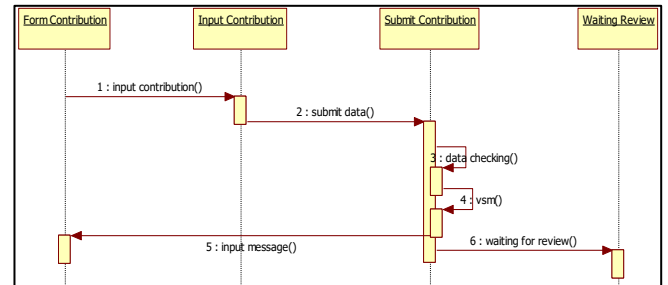 Form Contribution
Input Contribution
Submit Contribution
Waiting Review
1 : input contribution()
2 : submit data()
3 : data checking()
4 : vsm()
5 : input message()
6 : waiting for review()